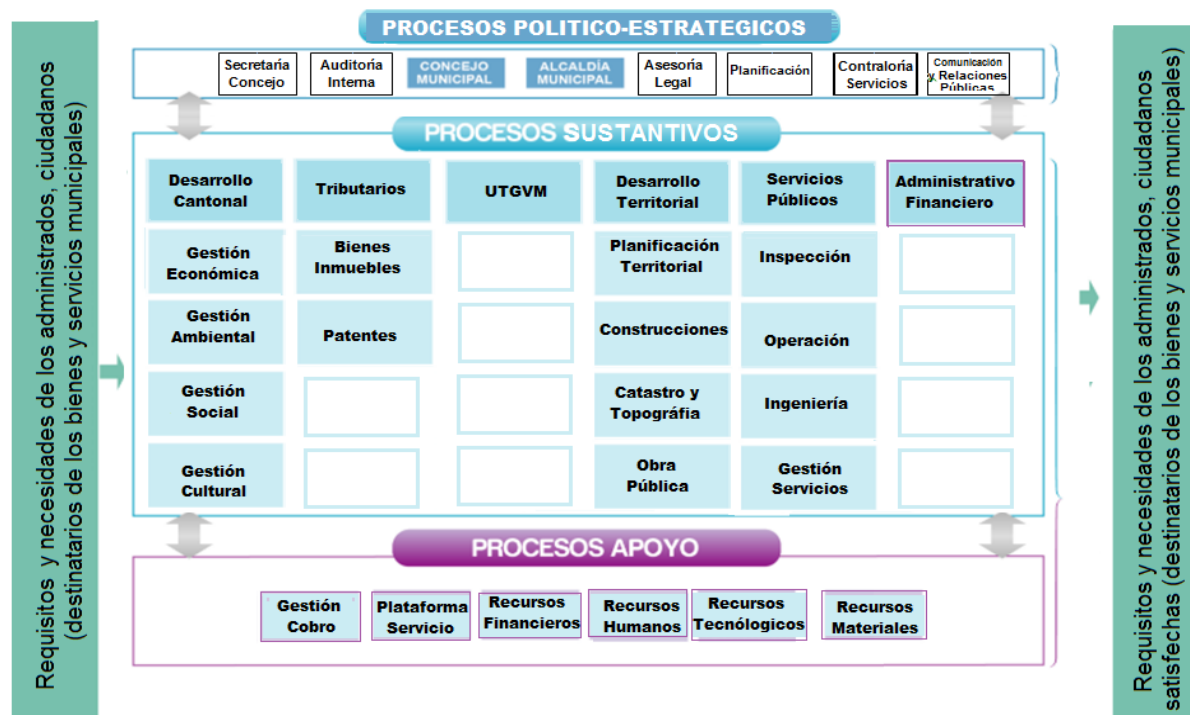 Requisitos y necesidades de los administrados, ciudadanos
(destinatarios de los bienes y servicios municipales)
PROCESOS POLITICO-ESTRATEGICOS
Secretaría
Concejo
Auditoría
Interna
CONCEJO
MUNICIPAL
ALCALDÍA
MUNICIPAL
Asesoría
Legal
Planificación
Contraloría
Servicios
Comunicación
y Relaciones
Públicas
PROCESOS SUSTANTIVOS
Desarrollo
Cantonal
Tributarios
UTGVM
Desarrollo
Territorial
Servicios
Públicos
Administrativo
Financiero
Gestión
Económica
Bienes
Inmuebles
Planificación
Territorial
Inspección
Gestión
Ambiental
Patentes
Construcciones
Operación
Gestión
Social
Catastro y
Topográfia
Ingeniería
Gestión
Cultural
Obra
Pública
Gestión
Servicios
PROCESOS APOYO
Gestión
Cobro
Plataforma
Servicio
Recursos
Financieros
Recursos
Humanos
Recursos
Tecnólogicos
Recursos
Materiales
Requisitos y necesidades de los administrados, ciudadanos
satisfechas (destinatarios de los bienes y servicios municipales)